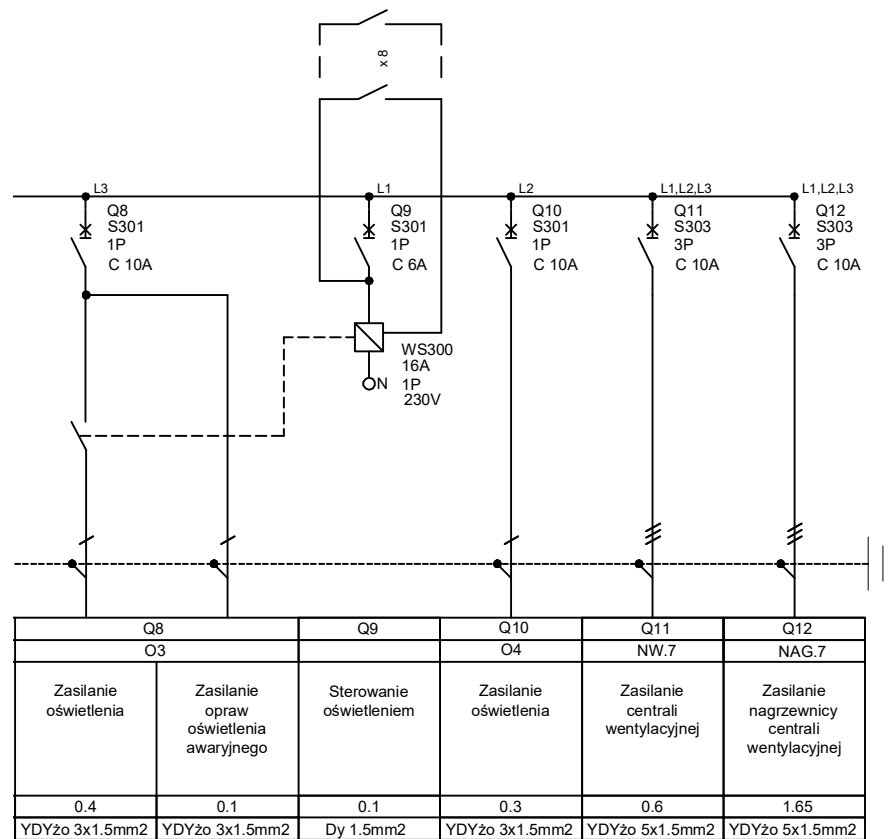 x 8
L3
L1
L2
L1,L2,L3
L1,L2,L3
Q8
S301
1P
C 10A
Q9
S301
1P
C 6A
Q10
S301
1P
C 10A
Q11
S303
3P
C 10A
Q12
S303
3P
C 10A
WS300
16A
1P
230V
N
Q8 Q9 Q10 Q11 Q12
O3 O4 NW.7 NAG.7
Zasilanie
oświetlenia
Zasilanie
opraw
oświetlenia
awaryjnego
Sterowanie
oświetleniem
Zasilanie
oświetlenia
Zasilanie
centrali
wentylacyjnej
Zasilanie
nagrzewnicy
centrali
wentylacyjnej
0.4 0.1 0.1 0.3 0.6 1.65
YDYżo 3x1.5mm2 YDYżo 3x1.5mm2 Dy 1.5mm2 YDYżo 3x1.5mm2 YDYżo 5x1.5mm2 YDYżo 5x1.5mm2